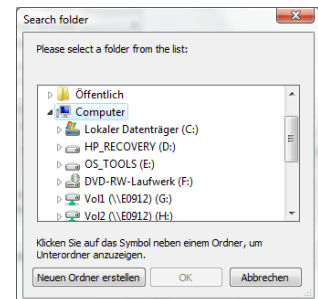 Search folder
Please select a folder from the list:
Öffentlich
Computer
Lokaler Datenträger (C:)
HP_RECOVERY (D:)
OS_TOOLS (E:)
DVD-RW-Laufwerk (F:)
Vol1 (\\E0912) (G:)
Vol2 (\\E0912) (H:)
Klicken Sie auf das Symbol neben einem Ordner, um
Unterordner anzuzeigen.
Neuen Ordner erstellen OK Abbrechen